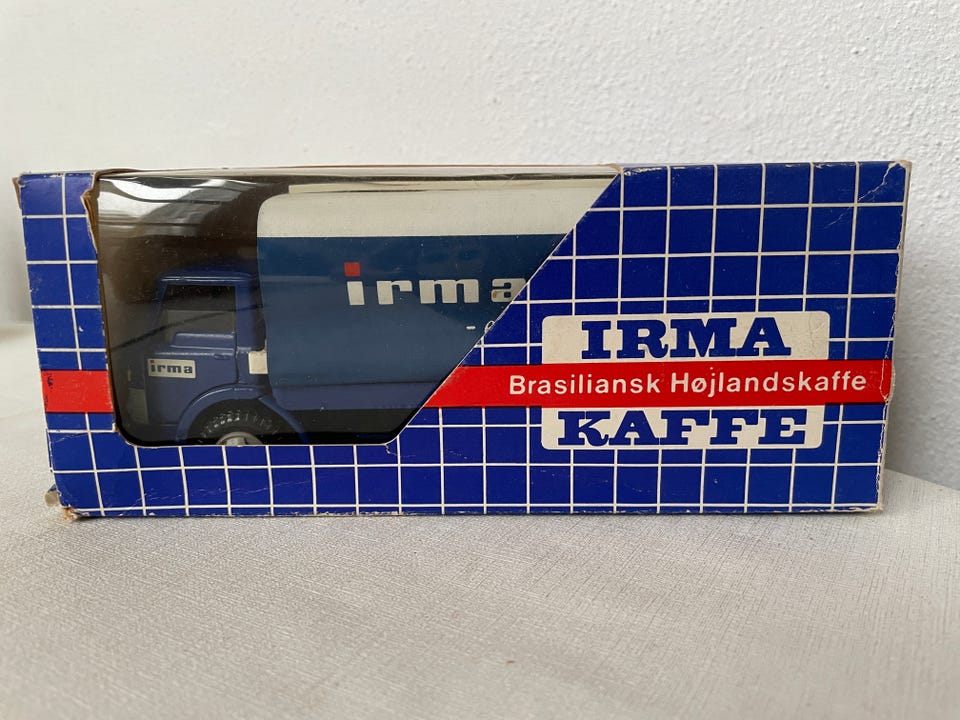 irma
irma
IRMA
Brasiliansk Højlandskaffe
KAFFE